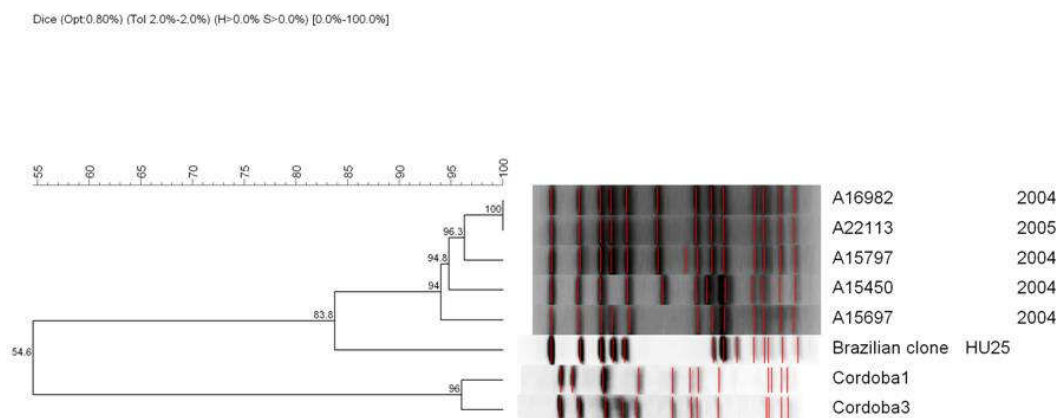 Dice (Opt:0.80%) (Tol 2.0%-2.0%) (H>0.0% S>0.0%) [0.0%-100.0%]
55 60 65 70 75 80 85 90 95 100
100 A16982 2004
A22113 2005
96.3
A15797 2004
94.8
A15450 2004
94
A15697 2004
83.8
Brazilian clone HU25
54.6
Cordoba1
96
Cordoba3